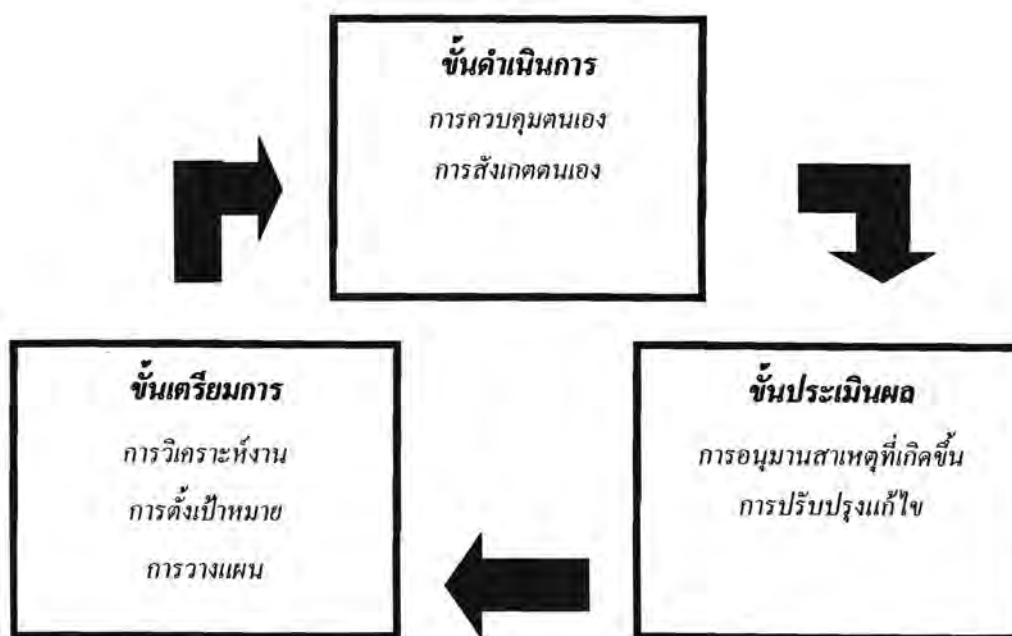 ขั้นดำเนินการ
การควบคุมตนเอง
การสังเกตตนเอง
ขั้นเตรียมการ
การวิเคราะห์งาน
การตั้งเป้าหมาย
การวางแผน
ขั้นประเมินผล
การอนุมานสาเหตุที่เกิดขึ้น
การปรับปรุงแก้ไข